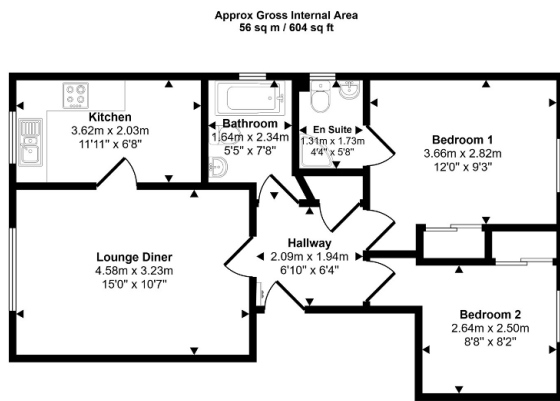 Approx Gross Internal Area
56 sq m / 604 sq ft
Kitchen
3.62m x 2.03m
11'11" x 6'8"
Bathroom
1.64m x 2.34m
5'5" x 7'8"
En Suite
1.31m x 1.73m
4'4" x 5'8"
Bedroom 1
3.66m x 2.82m
12'0" x 9'3"
Lounge Diner
4.58m x 3.23m
15'0" x 10'7"
Hallway
2.09m x 1.94m
6'10" x 6'4"
Bedroom 2
2.64m x 2.50m
8'8" x 8'2"